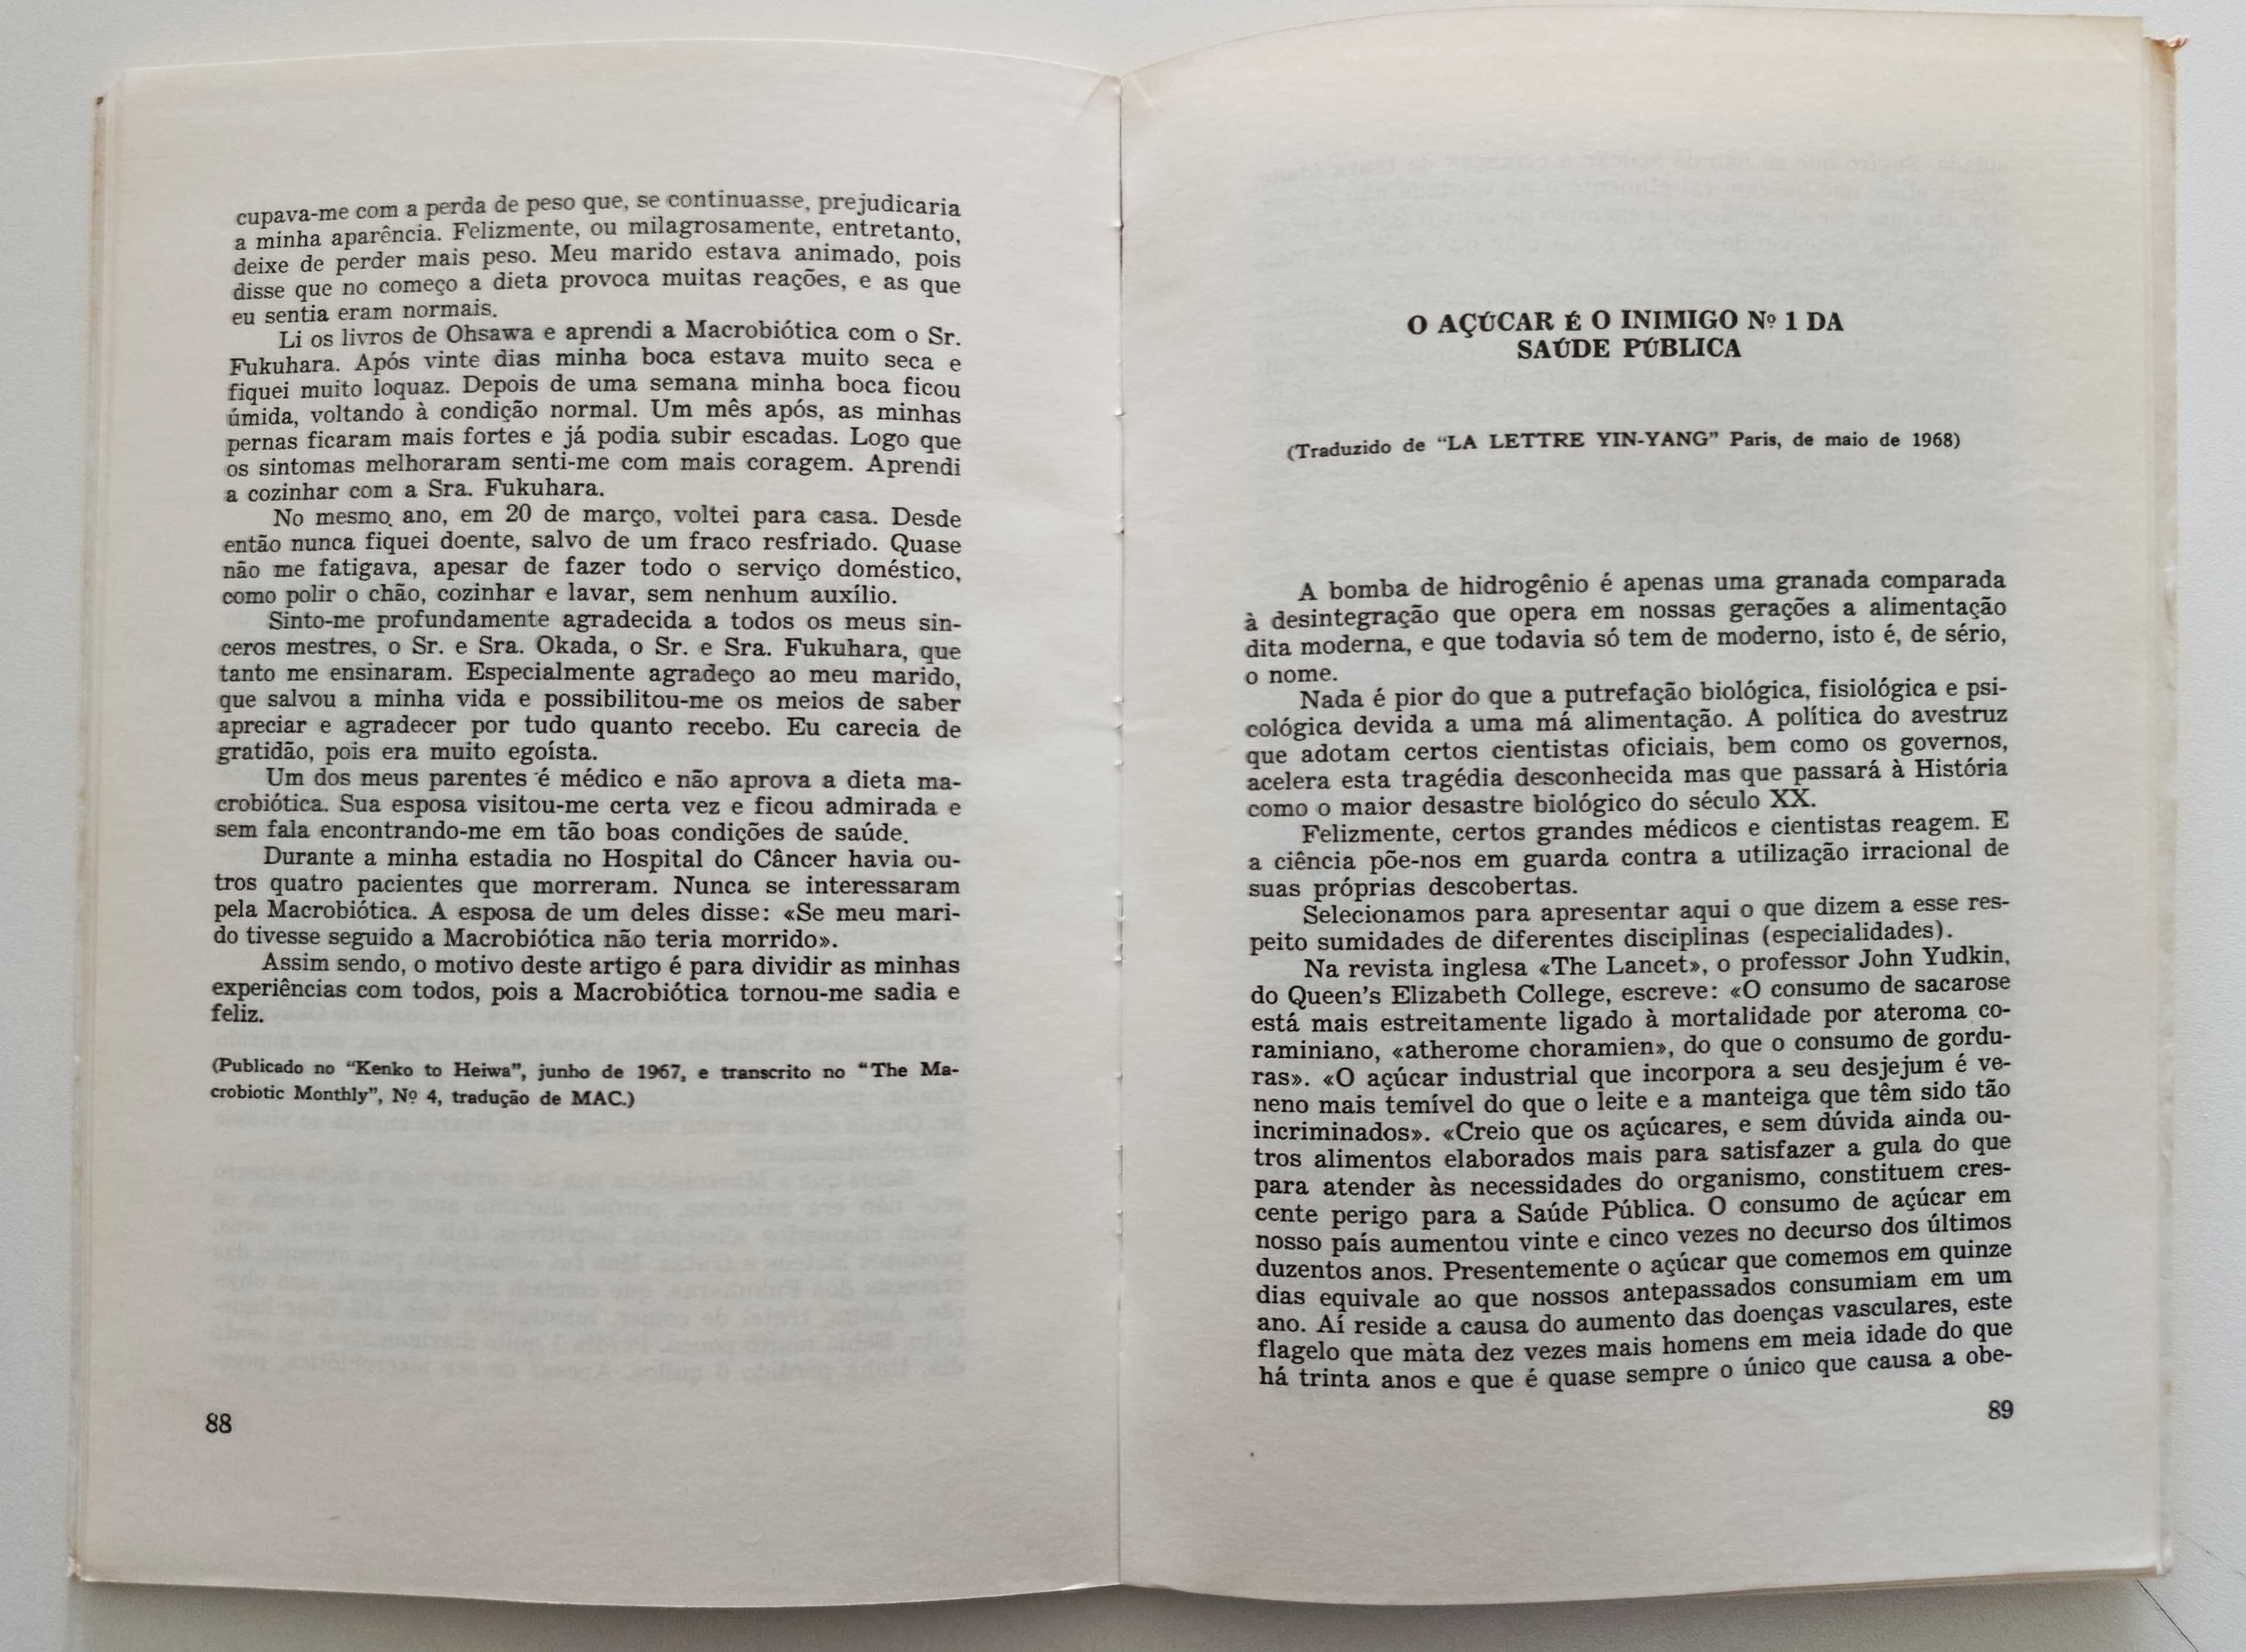 cupava-me com a perda de peso que, se continuasse, prejudicaria
a minha aparência. Felizmente, ou milagrosamente, entretanto,
deixe de perder mais peso. Meu marido estava animado, pois
disse que no começo a dieta provoca muitas reações, e as que
eu sentia eram normais.
Li os livros de Ohsawa e aprendi a Macrobiótica com o Sr.
Fukuhara. Após vinte dias minha boca estava muito seca e
fiquei muito loquaz. Depois de uma semana minha boca ficou
úmida, voltando à condição normal. Um mês após, as minhas
pernas ficaram mais fortes e já podia subir escadas. Logo que
os sintomas melhoraram senti-me com mais coragem. Aprendi
a cozinhar com a Sra. Fukuhara.
No mesmo ano, em 20 de março, voltei para casa. Desde
então nunca fiquei doente, salvo de um fraco resfriado. Quase
não me fatigava, apesar de fazer todo o serviço doméstico,
como polir o chão, cozinhar e lavar, sem nenhum auxílio.
Sinto-me profundamente agradecida a todos os meus sin-
ceros mestres, o Sr. e Sra. Okada, o Sr. e Sra. Fukuhara, que
tanto me ensinaram. Especialmente agradeço ao meu marido,
que salvou a minha vida e possibilitou-me os meios de saber
apreciar e agradecer por tudo quanto recebo. Eu carecia de
gratidão, pois era muito egoísta.
Um dos meus parentes é médico e não aprova a dieta ma-
crobiótica. Sua esposa visitou-me certa vez e ficou admirada e
sem fala encontrando-me em tão boas condições de saúde.
Durante a minha estadia no Hospital do Câncer havia ou-
tros quatro pacientes que morreram. Nunca se interessaram
pela Macrobiótica. A esposa de um deles disse: «Se meu mari-
do tivesse seguido a Macrobiótica não teria morrido».
Assim sendo, o motivo deste artigo é para dividir as minhas
experiências com todos, pois a Macrobiótica tornou-me sadia e
feliz.
(Publicado no "Kenko to Heiwa", junho de 1967, e transcrito no "The Ma-
crobiotic Monthly", Nº 4, tradução de MAC.)
88
O AÇÚCAR É O INIMIGO Nº 1 DA
SAÚDE PÚBLICA
(Traduzido de "LA LETTRE YIN-YANG" Paris, de maio de 1968)
A bomba de hidrogênio é apenas uma granada comparada
à desintegração que opera em nossas gerações a alimentação
dita moderna, e que todavia só tem de moderno, isto é, de sério,
o nome.
Nada é pior do que a putrefação biológica, fisiológica e psi-
cológica devida a uma má alimentação. A política do avestruz
que adotam certos cientistas oficiais, bem como os governos,
acelera esta tragédia desconhecida mas que passará à História
como o maior desastre biológico do século XX.
Felizmente, certos grandes médicos e cientistas reagem. E
a ciência põe-nos em guarda contra a utilização irracional de
suas próprias descobertas.
Selecionamos para apresentar aqui o que dizem a esse res-
peito sumidades de diferentes disciplinas (especialidades).
Na revista inglesa «The Lancet», o professor John Yudkin,
do Queen's Elizabeth College, escreve: «O consumo de sacarose
está mais estreitamente ligado à mortalidade por ateroma co-
raminiano, «atherome choramien», do que o consumo de gordu-
ras». «O açúcar industrial que incorpora a seu desjejum é ve-
neno mais temível do que o leite e a manteiga que têm sido tão
incriminados». «Creio que os açúcares, e sem dúvida ainda ou-
tros alimentos elaborados mais para satisfazer a gula do que
para atender às necessidades do organismo, constituem cres-
cente perigo para a Saúde Pública. O consumo de açúcar em
nosso país aumentou vinte e cinco vezes no decurso dos últimos
duzentos anos. Presentemente o açúcar que comemos em quinze
dias equivale ao que nossos antepassados consumiam em um
ano. Aí reside a causa do aumento das doenças vasculares, este
flagelo que mata dez vezes mais homens em meia idade do que
há trinta anos e que é quase sempre o único que causa a obe-
89